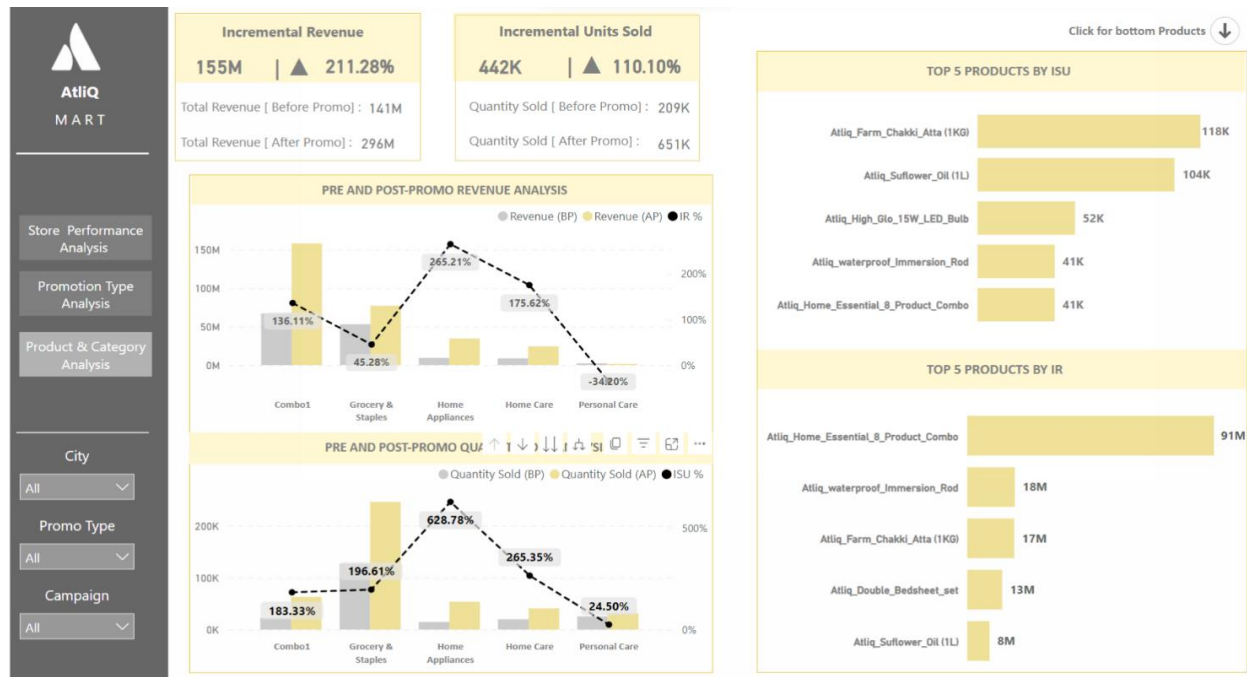 AtliQ
MART
Store Performance
Analysis
Promotion Type
Analysis
Product & Category
Analysis
City
All
Promo Type
All
Campaign
All
Incremental Revenue
155M | ▲ 211.28%
Total Revenue [ Before Promo] : 141M
Total Revenue [ After Promo] : 296M
Incremental Units Sold
442K | ▲ 110.10%
Quantity Sold [ Before Promo] : 209K
Quantity Sold [ After Promo] : 651K
PRE AND POST-PROMO REVENUE ANALYSIS
Revenue (BP) Revenue (AP) IR %
150M
100M
50M
0M
200%
100%
0%
136.11%
45.28%
265.21%
175.62%
-34.20%
Combo1
Grocery &
Staples
Home
Appliances
Home Care
Personal Care
PRE AND POST-PROMO
Quantity Sold (BP) Quantity Sold (AP) ISU %
200K
100K
0K
500%
0%
183.33%
196.61%
628.78%
265.35%
24.50%
Combo1
Grocery &
Staples
Home
Appliances
Home Care
Personal Care
Click for bottom Products
TOP 5 PRODUCTS BY ISU
Atliq_Farm_Chakki_Atta (1KG) 118K
Atliq_Suflower_Oil (1L) 104K
Atliq_High_Glo_15W_LED_Bulb 52K
Atliq_waterproof_Immersion_Rod 41K
Atliq_Home_Essential_8_Product_Combo 41K
TOP 5 PRODUCTS BY IR
Atliq_Home_Essential_8_Product_Combo 91M
Atliq_waterproof_Immersion_Rod 18M
Atliq_Farm_Chakki_Atta (1KG) 17M
Atliq_Double_Bedsheet_set 13M
Atliq_Suflower_Oil (1L) 8M